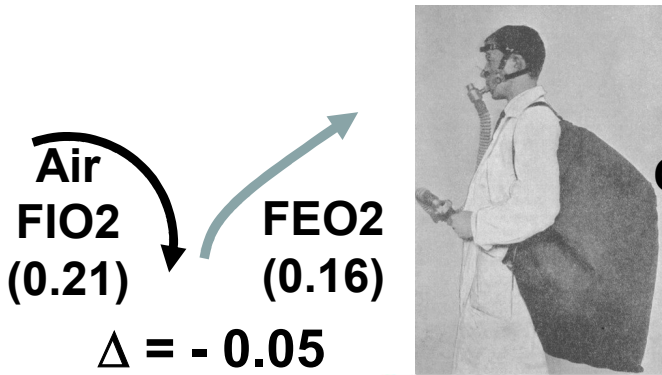 Air
FIO2
(0.21)
FEO2
(0.16)
Δ = - 0.05